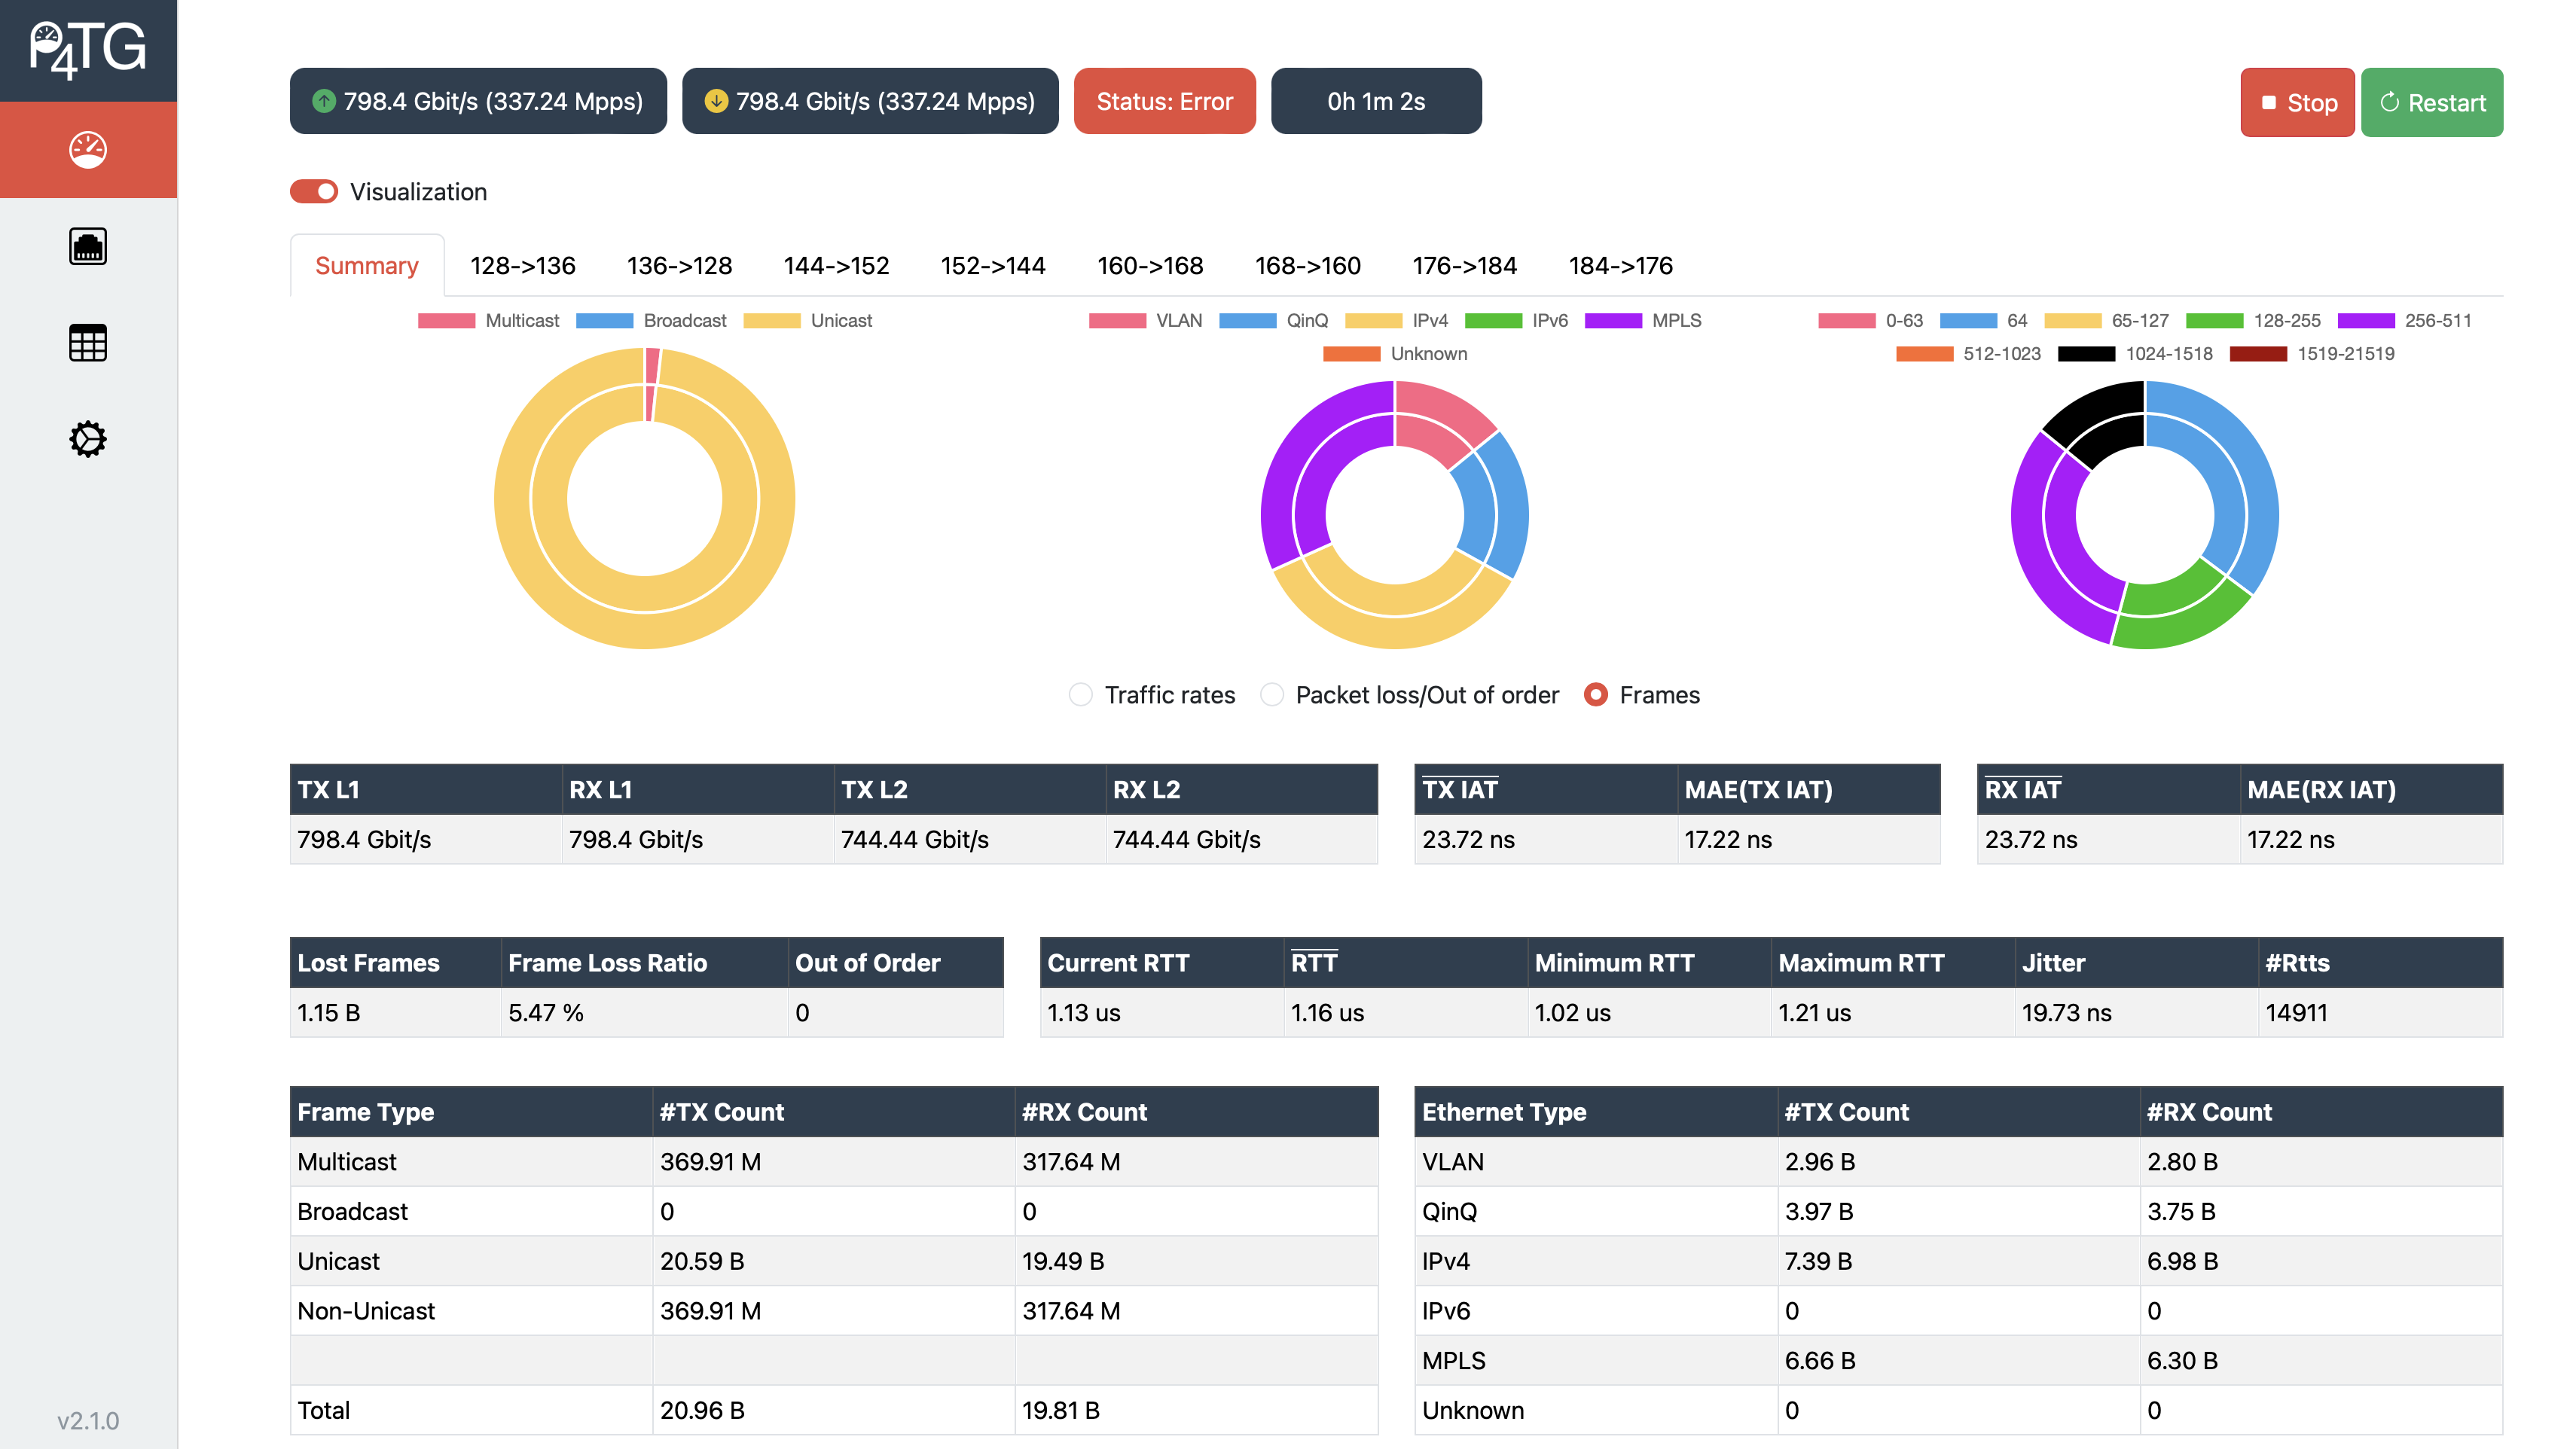 P4TG
798.4 Gbit/s (337.24 Mpps) 798.4 Gbit/s (337.24 Mpps) Status: Error 0h 1m 2s Stop Restart
Visualization
Summary 128->136 136->128 144->152 152->144 160->168 168->160 176->184 184->176
Multicast Broadcast Unicast
VLAN QinQ IPv4 IPv6 MPLS
Unknown
0-63 64 65-127 128-255 256-511
512-1023 1024-1518 1519-21519
Traffic rates Packet loss/Out of order Frames
TX L1 RX L1 TX L2 RX L2
798.4 Gbit/s 798.4 Gbit/s 744.44 Gbit/s 744.44 Gbit/s
TX IAT MAE(TX IAT)
23.72 ns 17.22 ns
RX IAT MAE(RX IAT)
23.72 ns 17.22 ns
Lost Frames Frame Loss Ratio Out of Order
1.15 B 5.47 % 0
Current RTT RTT Minimum RTT Maximum RTT Jitter #Rtts
1.13 us 1.16 us 1.02 us 1.21 us 19.73 ns 14911
Frame Type #TX Count #RX Count
Multicast 369.91 M 317.64 M
Broadcast 0 0
Unicast 20.59 B 19.49 B
Non-Unicast 369.91 M 317.64 M
Total 20.96 B 19.81 B
Ethernet Type #TX Count #RX Count
VLAN 2.96 B 2.80 B
QinQ 3.97 B 3.75 B
IPv4 7.39 B 6.98 B
IPv6 0 0
MPLS 6.66 B 6.30 B
Unknown 0 0
v2.1.0